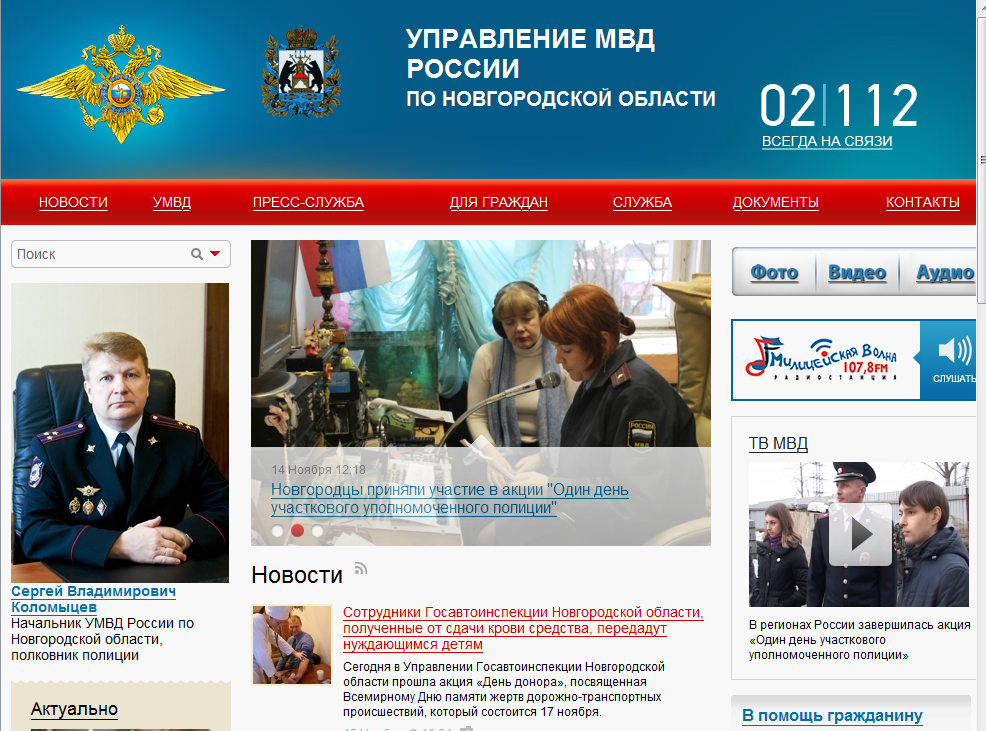 УПРАВЛЕНИЕ МВД
РОССИИ
ПО НОВГОРОДСКОЙ ОБЛАСТИ
02|112
ВСЕГДА НА СВЯЗИ
НОВОСТИ УМВД ПРЕСС-СЛУЖБА ДЛЯ ГРАЖДАН СЛУЖБА ДОКУМЕНТЫ КОНТАКТЫ
Поиск
Сергей Владимирович
Коломыцев
Начальник УМВД России по
Новгородской области,
полковник полиции
Актуально
14 Ноября 12:18
Новгородцы приняли участие в акции "Один день
участкового уполномоченного полиции"
Новости
Сотрудники Госавтоинспекции Новгородской области,
полученные от сдачи крови средства, передадут
нуждающимся детям
Сегодня в Управлении Госавтоинспекции Новгородской
области прошла акция «День донора», посвященная
Всемирному Дню памяти жертв дорожно-транспортных
происшествий, который состоится 17 ноября.
Фото Видео Аудио
Милицейская Волна
107,8FM
РАДИОСТАНЦИЯ
СЛУШАТЬ
ТВ МВД
В регионах России завершилась акция
«Один день участкового
уполномоченного полиции»
В помощь гражданину